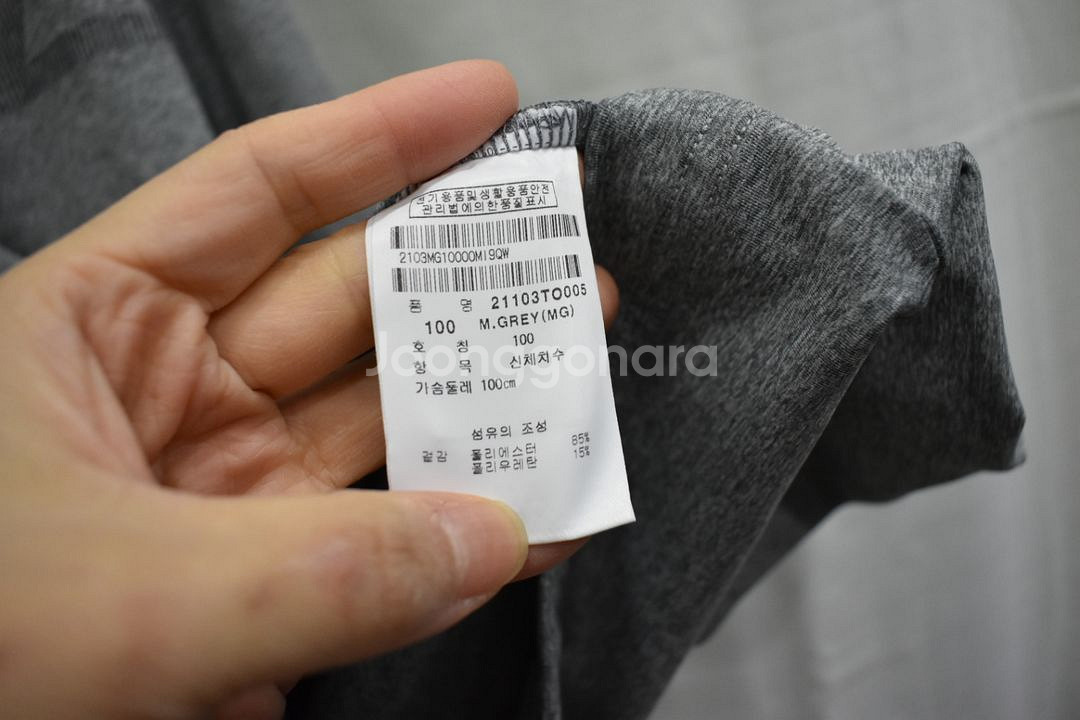 전기용품및생활용품안전
관리법에의한품질표시
2103MG10000MI9QW
품 명 21103TO005
100 M.GREY(MG)
호 칭 100
항 목 신체치수
가슴둘레 100cm
섬유의 조성
겉감 폴리에스터 85%
폴리우레탄 15%
Joonggonara